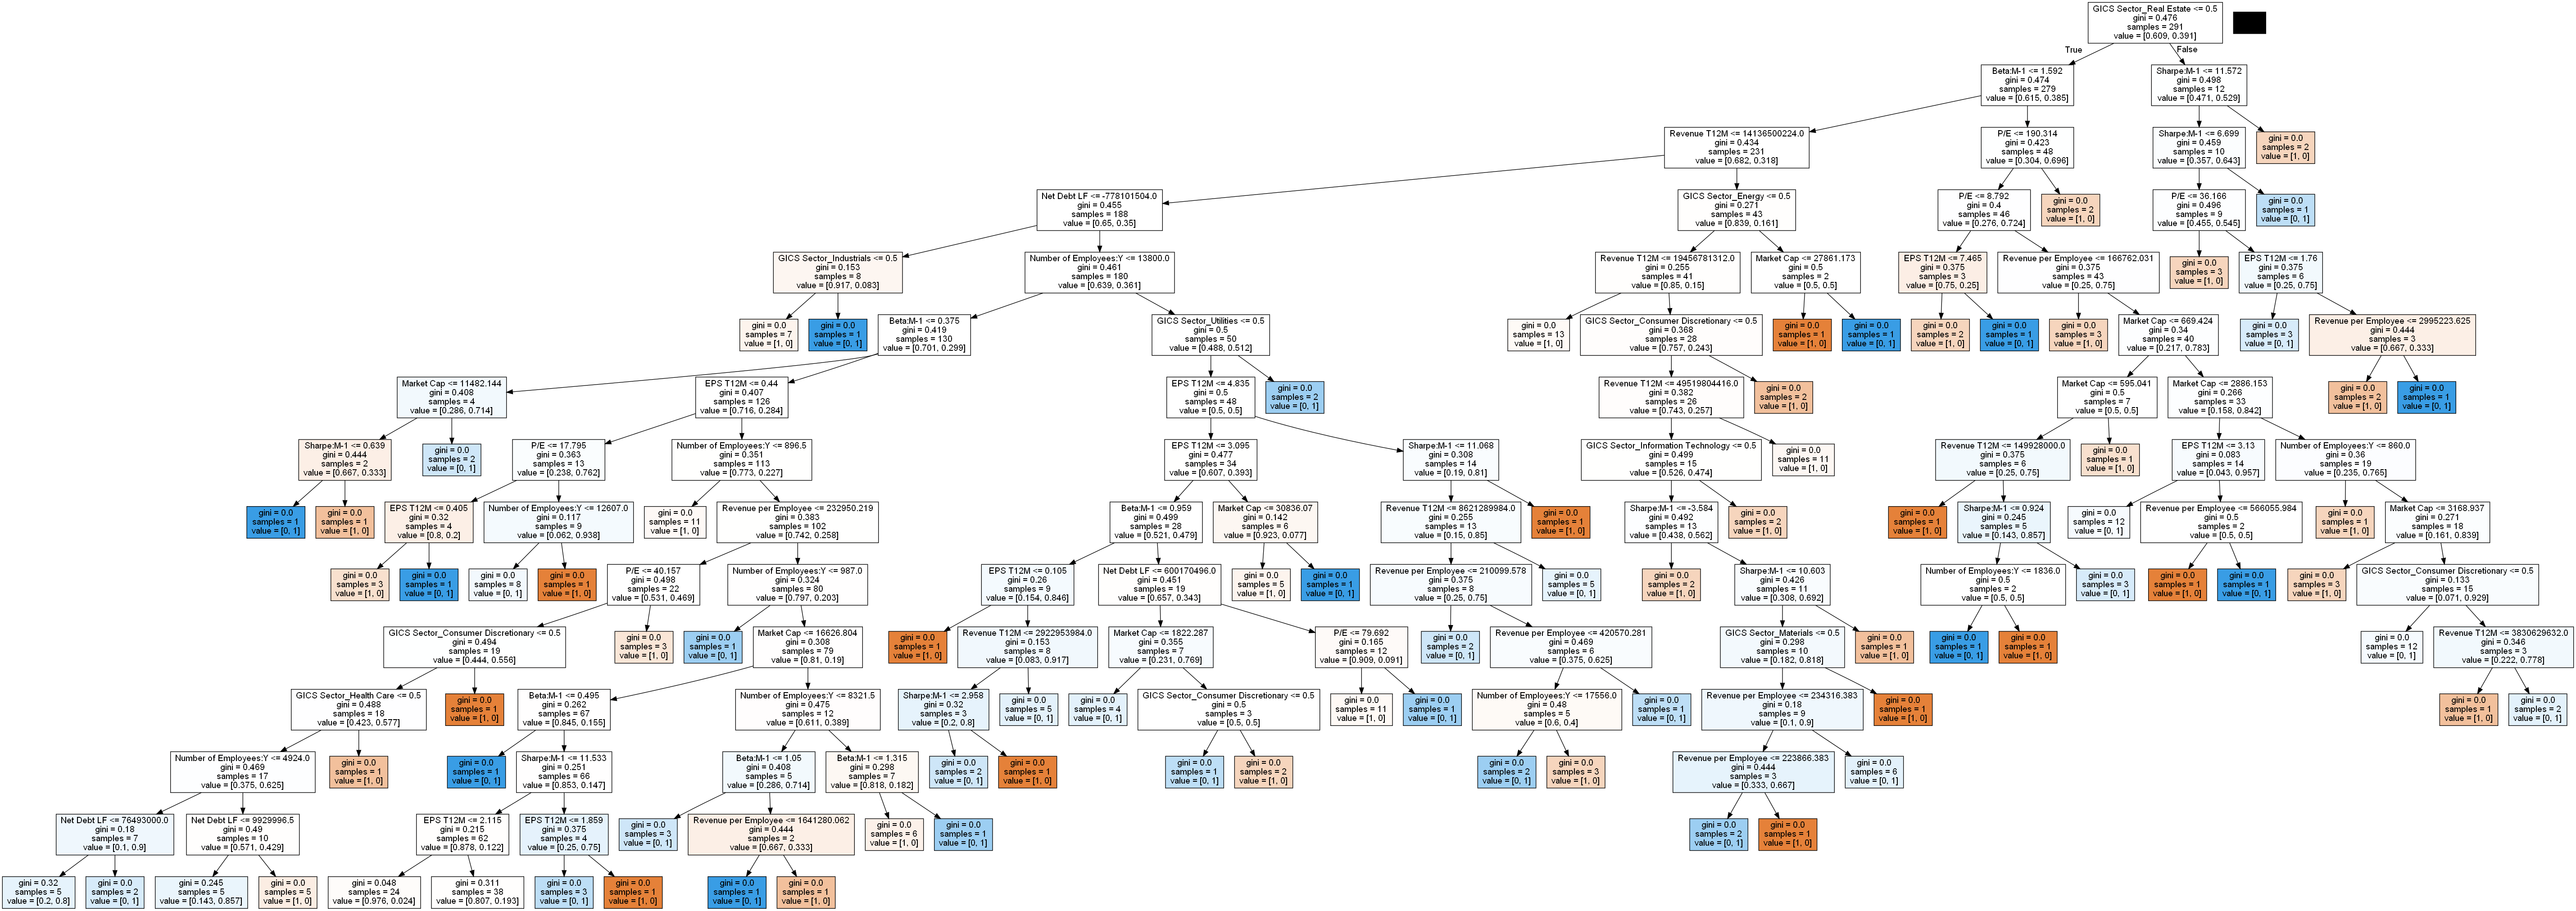 GICS Sector_Real Estate <= 0.5
gini = 0.476
samples = 291
value = [0.609, 0.391]
True
False
Beta:M-1 <= 1.592
gini = 0.474
samples = 279
value = [0.615, 0.385]
Sharpe:M-1 <= 11.572
gini = 0.498
samples = 12
value = [0.471, 0.529]
Revenue T12M <= 14136500224.0
gini = 0.434
samples = 231
value = [0.682, 0.318]
P/E <= 190.314
gini = 0.423
samples = 48
value = [0.304, 0.696]
Sharpe:M-1 <= 6.699
gini = 0.459
samples = 10
value = [0.357, 0.643]
gini = 0.0
samples = 2
value = [1, 0]
Net Debt LF <= -778101504.0
gini = 0.455
samples = 188
value = [0.65, 0.35]
GICS Sector_Energy <= 0.5
gini = 0.271
samples = 43
value = [0.839, 0.161]
P/E <= 8.792
gini = 0.4
samples = 46
value = [0.276, 0.724]
gini = 0.0
samples = 2
value = [1, 0]
P/E <= 36.166
gini = 0.496
samples = 9
value = [0.455, 0.545]
gini = 0.0
samples = 1
value = [0, 1]
GICS Sector_Industrials <= 0.5
gini = 0.153
samples = 8
value = [0.917, 0.083]
Number of Employees:Y <= 13800.0
gini = 0.461
samples = 180
value = [0.639, 0.361]
Revenue T12M <= 19456781312.0
gini = 0.255
samples = 41
value = [0.85, 0.15]
Market Cap <= 27861.173
gini = 0.5
samples = 2
value = [0.5, 0.5]
EPS T12M <= 7.465
gini = 0.375
samples = 3
value = [0.75, 0.25]
Revenue per Employee <= 166762.031
gini = 0.375
samples = 43
value = [0.25, 0.75]
gini = 0.0
samples = 3
value = [1, 0]
EPS T12M <= 1.76
gini = 0.375
samples = 6
value = [0.25, 0.75]
gini = 0.0
samples = 7
value = [1, 0]
gini = 0.0
samples = 1
value = [0, 1]
Beta:M-1 <= 0.375
gini = 0.419
samples = 130
value = [0.701, 0.299]
GICS Sector_Utilities <= 0.5
gini = 0.5
samples = 50
value = [0.488, 0.512]
gini = 0.0
samples = 13
value = [1, 0]
GICS Sector_Consumer Discretionary <= 0.5
gini = 0.368
samples = 28
value = [0.757, 0.243]
gini = 0.0
samples = 1
value = [1, 0]
gini = 0.0
samples = 1
value = [0, 1]
gini = 0.0
samples = 2
value = [1, 0]
gini = 0.0
samples = 1
value = [0, 1]
gini = 0.0
samples = 3
value = [1, 0]
Market Cap <= 669.424
gini = 0.34
samples = 40
value = [0.217, 0.783]
gini = 0.0
samples = 3
value = [0, 1]
Revenue per Employee <= 2995223.625
gini = 0.444
samples = 3
value = [0.667, 0.333]
Market Cap <= 11482.144
gini = 0.408
samples = 4
value = [0.286, 0.714]
EPS T12M <= 0.44
gini = 0.407
samples = 126
value = [0.716, 0.284]
EPS T12M <= 4.835
gini = 0.5
samples = 48
value = [0.5, 0.5]
gini = 0.0
samples = 2
value = [0, 1]
Revenue T12M <= 49519804416.0
gini = 0.382
samples = 26
value = [0.743, 0.257]
gini = 0.0
samples = 2
value = [1, 0]
Market Cap <= 595.041
gini = 0.5
samples = 7
value = [0.5, 0.5]
Market Cap <= 2886.153
gini = 0.266
samples = 33
value = [0.158, 0.842]
gini = 0.0
samples = 2
value = [1, 0]
gini = 0.0
samples = 1
value = [0, 1]
Sharpe:M-1 <= 0.639
gini = 0.444
samples = 2
value = [0.667, 0.333]
gini = 0.0
samples = 2
value = [0, 1]
P/E <= 17.795
gini = 0.363
samples = 13
value = [0.238, 0.762]
Number of Employees:Y <= 896.5
gini = 0.351
samples = 113
value = [0.773, 0.227]
EPS T12M <= 3.095
gini = 0.477
samples = 34
value = [0.607, 0.393]
Sharpe:M-1 <= 11.068
gini = 0.308
samples = 14
value = [0.19, 0.81]
GICS Sector_Information Technology <= 0.5
gini = 0.499
samples = 15
value = [0.526, 0.474]
gini = 0.0
samples = 11
value = [1, 0]
Revenue T12M <= 149928000.0
gini = 0.375
samples = 6
value = [0.25, 0.75]
gini = 0.0
samples = 1
value = [1, 0]
EPS T12M <= 3.13
gini = 0.083
samples = 14
value = [0.043, 0.957]
Number of Employees:Y <= 860.0
gini = 0.36
samples = 19
value = [0.235, 0.765]
gini = 0.0
samples = 1
value = [0, 1]
gini = 0.0
samples = 1
value = [1, 0]
EPS T12M <= 0.405
gini = 0.32
samples = 4
value = [0.8, 0.2]
Number of Employees:Y <= 12607.0
gini = 0.117
samples = 9
value = [0.062, 0.938]
gini = 0.0
samples = 11
value = [1, 0]
Revenue per Employee <= 232950.219
gini = 0.383
samples = 102
value = [0.742, 0.258]
Beta:M-1 <= 0.959
gini = 0.499
samples = 28
value = [0.521, 0.479]
Market Cap <= 30836.07
gini = 0.142
samples = 6
value = [0.923, 0.077]
Revenue T12M <= 8621289984.0
gini = 0.255
samples = 13
value = [0.15, 0.85]
gini = 0.0
samples = 1
value = [1, 0]
Sharpe:M-1 <= -3.584
gini = 0.492
samples = 13
value = [0.438, 0.562]
gini = 0.0
samples = 2
value = [1, 0]
gini = 0.0
samples = 1
value = [1, 0]
Sharpe:M-1 <= 0.924
gini = 0.245
samples = 5
value = [0.143, 0.857]
gini = 0.0
samples = 12
value = [0, 1]
Revenue per Employee <= 566055.984
gini = 0.5
samples = 2
value = [0.5, 0.5]
gini = 0.0
samples = 1
value = [1, 0]
Market Cap <= 3168.937
gini = 0.271
samples = 18
value = [0.161, 0.839]
gini = 0.0
samples = 3
value = [1, 0]
gini = 0.0
samples = 1
value = [0, 1]
gini = 0.0
samples = 8
value = [0, 1]
gini = 0.0
samples = 1
value = [1, 0]
P/E <= 40.157
gini = 0.498
samples = 22
value = [0.531, 0.469]
Number of Employees:Y <= 987.0
gini = 0.324
samples = 80
value = [0.797, 0.203]
EPS T12M <= 0.105
gini = 0.26
samples = 9
value = [0.154, 0.846]
Net Debt LF <= 600170496.0
gini = 0.451
samples = 19
value = [0.657, 0.343]
gini = 0.0
samples = 5
value = [1, 0]
gini = 0.0
samples = 1
value = [0, 1]
Revenue per Employee <= 210099.578
gini = 0.375
samples = 8
value = [0.25, 0.75]
gini = 0.0
samples = 5
value = [0, 1]
gini = 0.0
samples = 2
value = [1, 0]
Sharpe:M-1 <= 10.603
gini = 0.426
samples = 11
value = [0.308, 0.692]
Number of Employees:Y <= 1836.0
gini = 0.5
samples = 2
value = [0.5, 0.5]
gini = 0.0
samples = 3
value = [0, 1]
gini = 0.0
samples = 1
value = [1, 0]
gini = 0.0
samples = 1
value = [0, 1]
gini = 0.0
samples = 3
value = [1, 0]
GICS Sector_Consumer Discretionary <= 0.5
gini = 0.133
samples = 15
value = [0.071, 0.929]
GICS Sector_Consumer Discretionary <= 0.5
gini = 0.494
samples = 19
value = [0.444, 0.556]
gini = 0.0
samples = 3
value = [1, 0]
gini = 0.0
samples = 1
value = [0, 1]
Market Cap <= 16626.804
gini = 0.308
samples = 79
value = [0.81, 0.19]
gini = 0.0
samples = 1
value = [1, 0]
Revenue T12M <= 2922953984.0
gini = 0.153
samples = 8
value = [0.083, 0.917]
Market Cap <= 1822.287
gini = 0.355
samples = 7
value = [0.231, 0.769]
P/E <= 79.692
gini = 0.165
samples = 12
value = [0.909, 0.091]
gini = 0.0
samples = 2
value = [0, 1]
Revenue per Employee <= 420570.281
gini = 0.469
samples = 6
value = [0.375, 0.625]
GICS Sector_Materials <= 0.5
gini = 0.298
samples = 10
value = [0.182, 0.818]
gini = 0.0
samples = 1
value = [1, 0]
gini = 0.0
samples = 1
value = [0, 1]
gini = 0.0
samples = 1
value = [1, 0]
gini = 0.0
samples = 12
value = [0, 1]
Revenue T12M <= 3830629632.0
gini = 0.346
samples = 3
value = [0.222, 0.778]
GICS Sector_Health Care <= 0.5
gini = 0.488
samples = 18
value = [0.423, 0.577]
gini = 0.0
samples = 1
value = [1, 0]
Beta:M-1 <= 0.495
gini = 0.262
samples = 67
value = [0.845, 0.155]
Number of Employees:Y <= 8321.5
gini = 0.475
samples = 12
value = [0.611, 0.389]
Sharpe:M-1 <= 2.958
gini = 0.32
samples = 3
value = [0.2, 0.8]
gini = 0.0
samples = 5
value = [0, 1]
gini = 0.0
samples = 4
value = [0, 1]
GICS Sector_Consumer Discretionary <= 0.5
gini = 0.5
samples = 3
value = [0.5, 0.5]
gini = 0.0
samples = 11
value = [1, 0]
gini = 0.0
samples = 1
value = [0, 1]
Number of Employees:Y <= 17556.0
gini = 0.48
samples = 5
value = [0.6, 0.4]
gini = 0.0
samples = 1
value = [0, 1]
Revenue per Employee <= 234316.383
gini = 0.18
samples = 9
value = [0.1, 0.9]
gini = 0.0
samples = 1
value = [1, 0]
gini = 0.0
samples = 1
value = [1, 0]
gini = 0.0
samples = 2
value = [0, 1]
Number of Employees:Y <= 4924.0
gini = 0.469
samples = 17
value = [0.375, 0.625]
gini = 0.0
samples = 1
value = [1, 0]
gini = 0.0
samples = 1
value = [0, 1]
Sharpe:M-1 <= 11.533
gini = 0.251
samples = 66
value = [0.853, 0.147]
Beta:M-1 <= 1.05
gini = 0.408
samples = 5
value = [0.286, 0.714]
Beta:M-1 <= 1.315
gini = 0.298
samples = 7
value = [0.818, 0.182]
gini = 0.0
samples = 2
value = [0, 1]
gini = 0.0
samples = 1
value = [1, 0]
gini = 0.0
samples = 1
value = [0, 1]
gini = 0.0
samples = 2
value = [1, 0]
gini = 0.0
samples = 2
value = [0, 1]
gini = 0.0
samples = 3
value = [1, 0]
Revenue per Employee <= 223866.383
gini = 0.444
samples = 3
value = [0.333, 0.667]
gini = 0.0
samples = 6
value = [0, 1]
Net Debt LF <= 76493000.0
gini = 0.18
samples = 7
value = [0.1, 0.9]
Net Debt LF <= 9929996.5
gini = 0.49
samples = 10
value = [0.571, 0.429]
EPS T12M <= 2.115
gini = 0.215
samples = 62
value = [0.878, 0.122]
EPS T12M <= 1.859
gini = 0.375
samples = 4
value = [0.25, 0.75]
gini = 0.0
samples = 3
value = [0, 1]
Revenue per Employee <= 1641280.062
gini = 0.444
samples = 2
value = [0.667, 0.333]
gini = 0.0
samples = 6
value = [1, 0]
gini = 0.0
samples = 1
value = [0, 1]
gini = 0.0
samples = 2
value = [0, 1]
gini = 0.0
samples = 1
value = [1, 0]
gini = 0.32
samples = 5
value = [0.2, 0.8]
gini = 0.0
samples = 2
value = [0, 1]
gini = 0.245
samples = 5
value = [0.143, 0.857]
gini = 0.0
samples = 5
value = [1, 0]
gini = 0.048
samples = 24
value = [0.976, 0.024]
gini = 0.311
samples = 38
value = [0.807, 0.193]
gini = 0.0
samples = 3
value = [0, 1]
gini = 0.0
samples = 1
value = [1, 0]
gini = 0.0
samples = 1
value = [0, 1]
gini = 0.0
samples = 1
value = [1, 0]